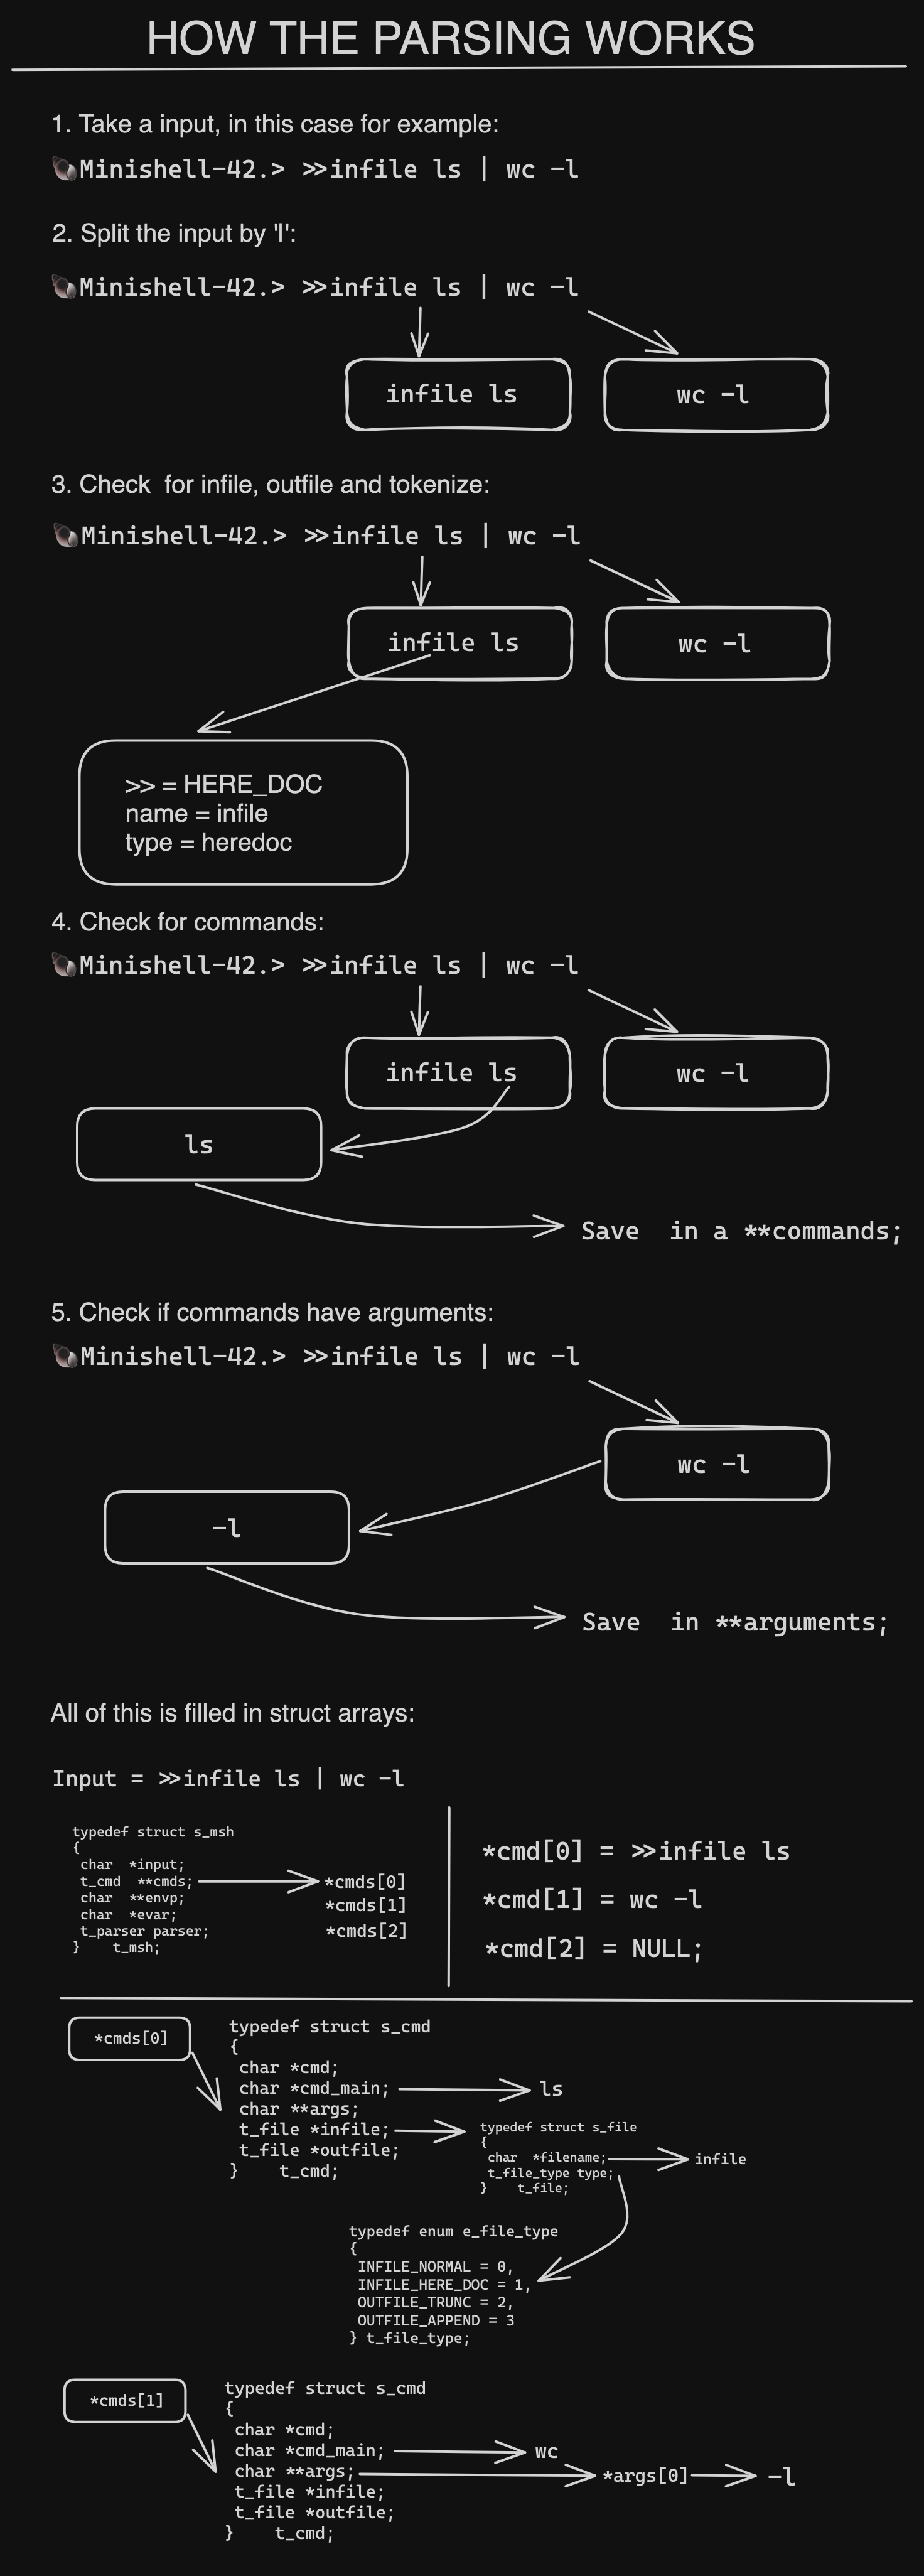 HOW THE PARSING WORKS
1. Take a input, in this case for example:
🐚Minishell-42.> >>infile ls | wc -l
2. Split the input by 'l':
🐚Minishell-42.> >>infile ls | wc -l
infile ls
wc -l
3. Check  for infile, outfile and tokenize:
🐚Minishell-42.> >>infile ls | wc -l
infile ls
wc -l
>> = HERE_DOC
name = infile
type = heredoc
4. Check for commands:
🐚Minishell-42.> >>infile ls | wc -l
infile ls
wc -l
ls
Save  in a **commands;
5. Check if commands have arguments:
🐚Minishell-42.> >>infile ls | wc -l
wc -l
-l
Save  in **arguments;
All of this is filled in struct arrays:
Input = >>infile ls | wc -l
typedef struct s_msh
{
char  *input;
t_cmd  **cmds;
char  **envp;
char  *evar;
t_parser parser;
}    t_msh;
*cmds[0]
*cmds[1]
*cmds[2]
*cmd[0] = >>infile ls
*cmd[1] = wc -l
*cmd[2] = NULL;
*cmds[0]
typedef struct s_cmd
{
char *cmd;
char *cmd_main;
char **args;
t_file *infile;
t_file *outfile;
}    t_cmd;
ls
typedef struct s_file
{
char  *filename;
t_file_type type;
}    t_file;
infile
typedef enum e_file_type
{
INFILE_NORMAL = 0,
INFILE_HERE_DOC = 1,
OUTFILE_TRUNC = 2,
OUTFILE_APPEND = 3
} t_file_type;
*cmds[1]
typedef struct s_cmd
{
char *cmd;
char *cmd_main;
char **args;
t_file *infile;
t_file *outfile;
}    t_cmd;
wc
*args[0]
-l